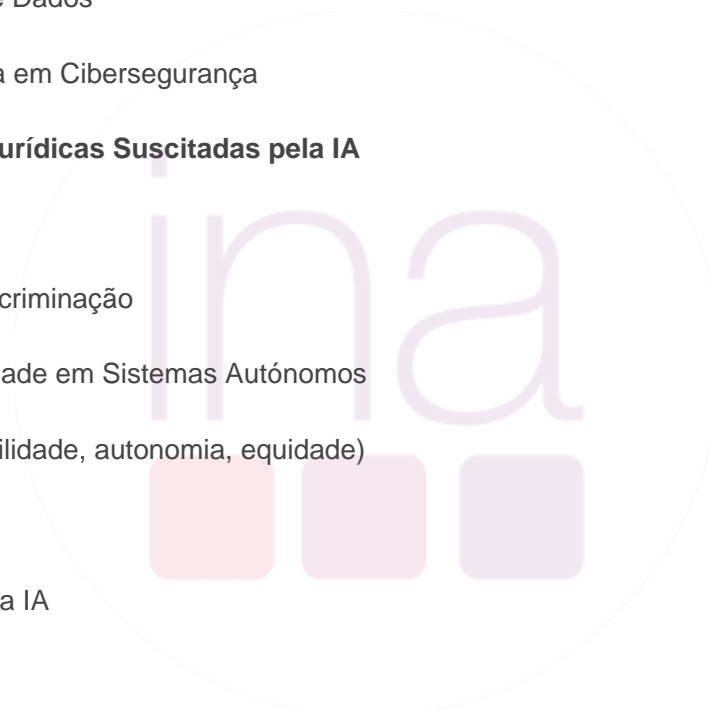 e Dados
a em Cibersegurança
urídicas Suscitadas pela IA
criminação
ade em Sistemas Autónomos
ilidade, autonomia, equidade)
a IA
ina